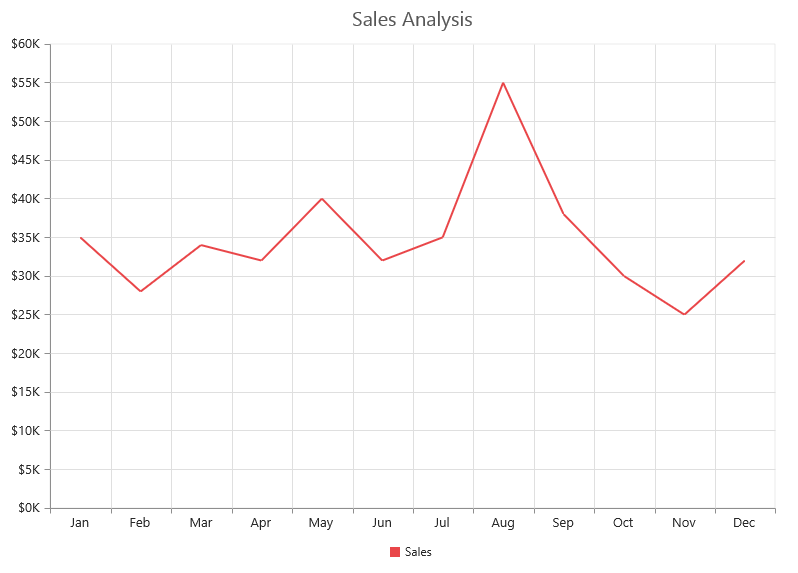 Sales Analysis
$60K
$55K
$50K
$45K
$40K
$35K
$30K
$25K
$20K
$15K
$10K
$5K
$0K
Jan Feb Mar Apr May Jun Jul Aug Sep Oct Nov Dec
Sales